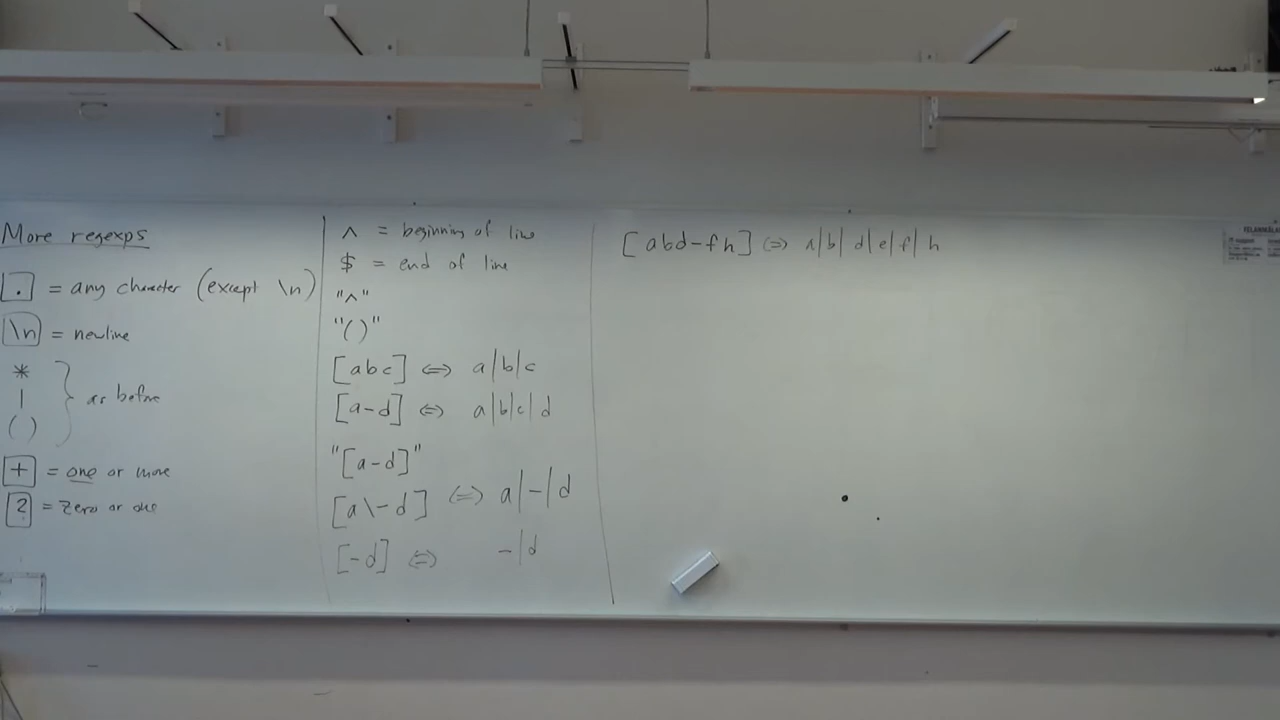 More regexps
. = any character (except \n)
\n = newline
*
|
( )
} as before
+ = one or more
? = zero or one
^ = beginning of line
$ = end of line
"^"
"( )"
[abc] ⇔ a|b|c
[a-d] ⇔ a|b|c|d
"[a-d]"
[a\-d] ⇔ a|-|d
[-d] ⇔ -|d
[abd-fh] ⇔ a|b|d|e|f|h
FELANMÄLAN